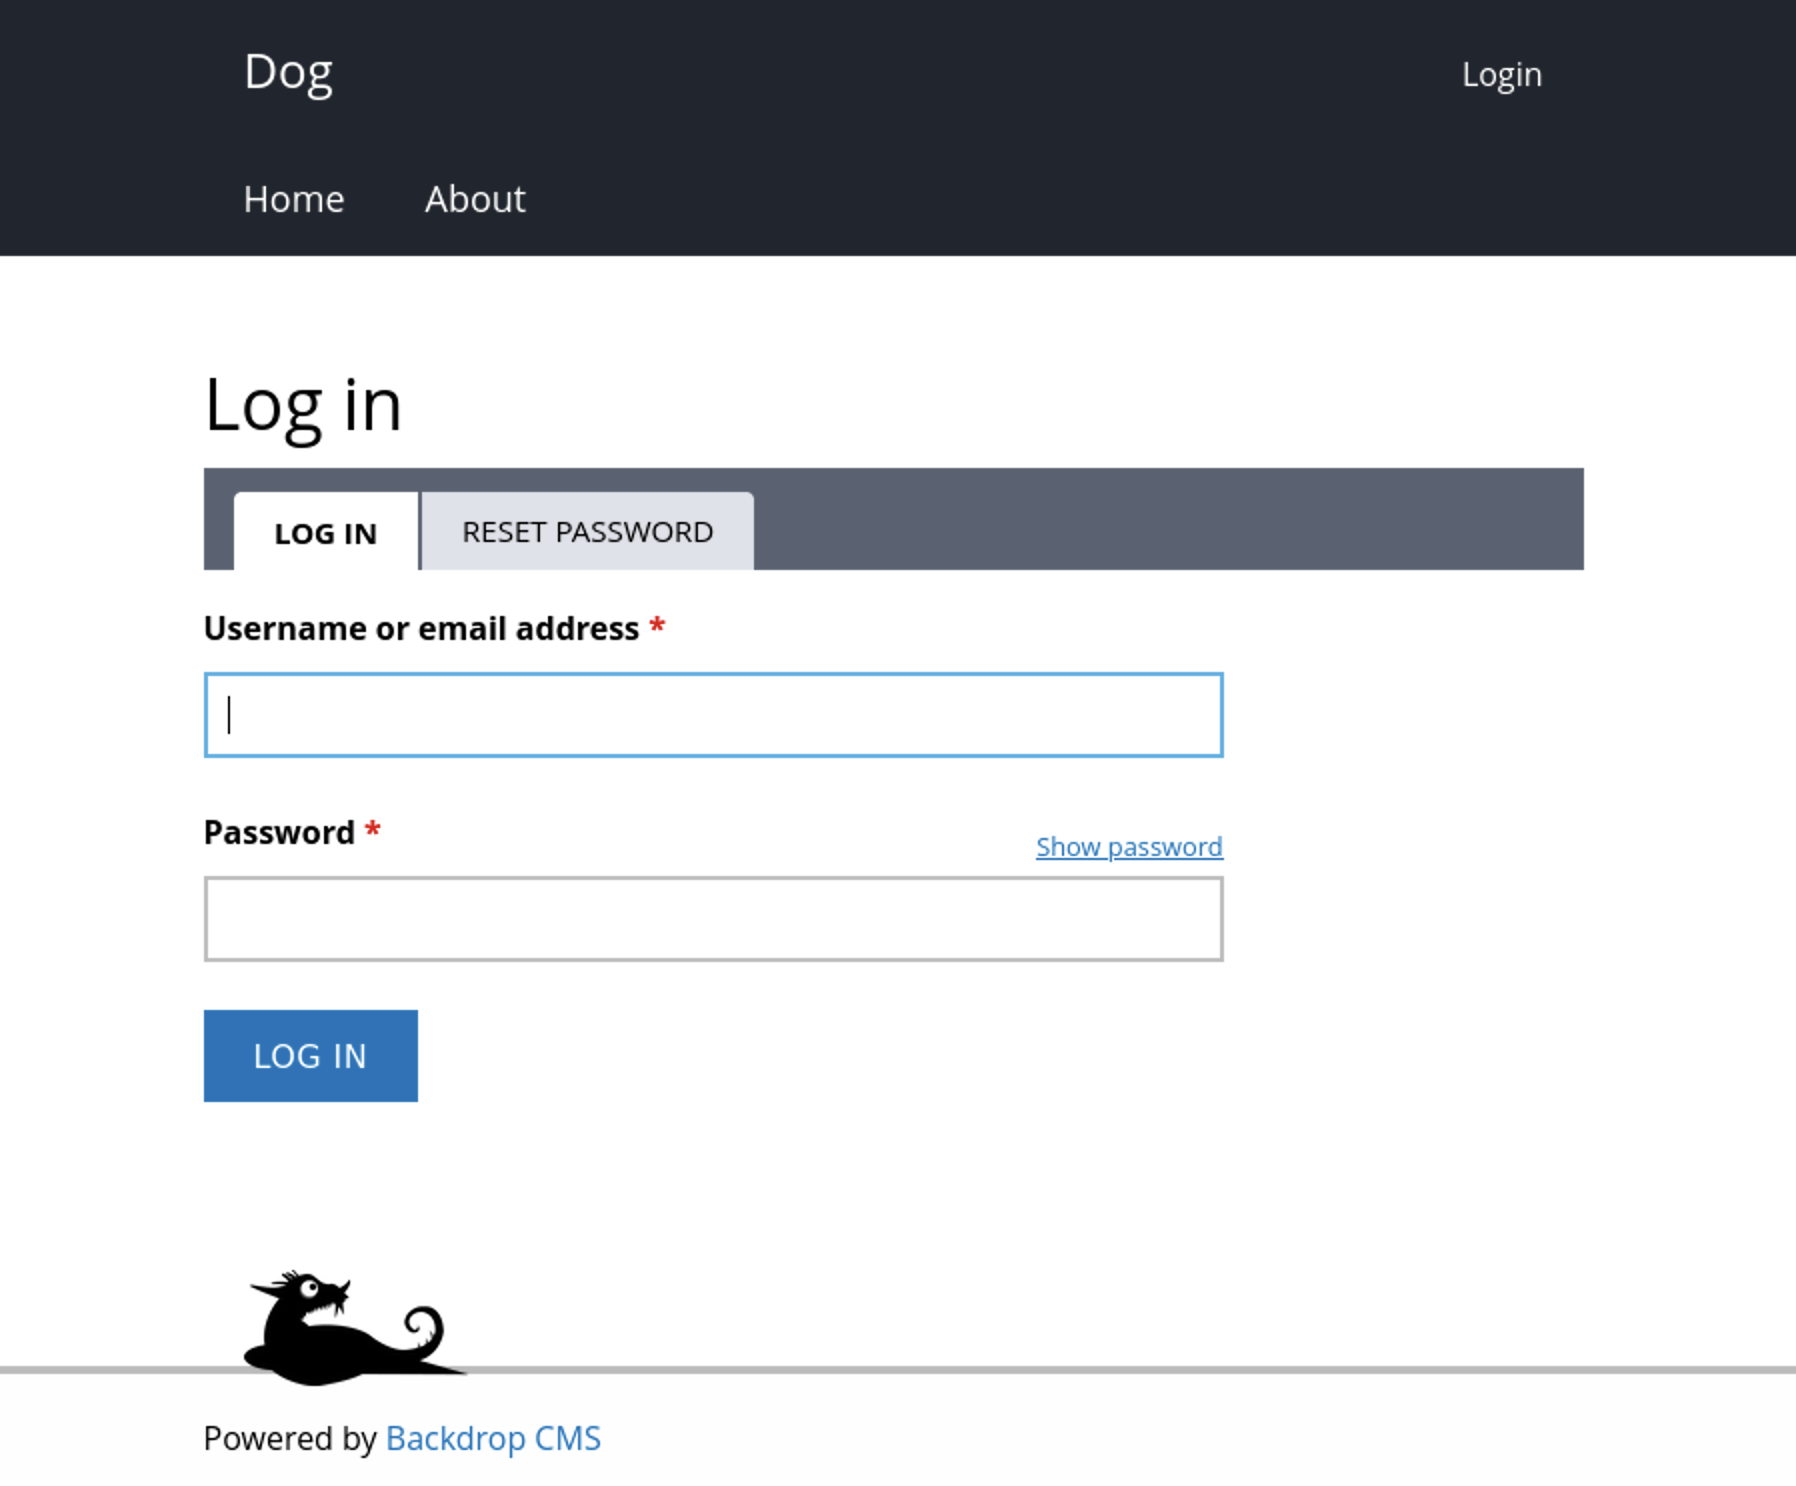 Dog
Login
Home About
Log in
LOG IN RESET PASSWORD
Username or email address *
Password *
Show password
LOG IN
Powered by Backdrop CMS